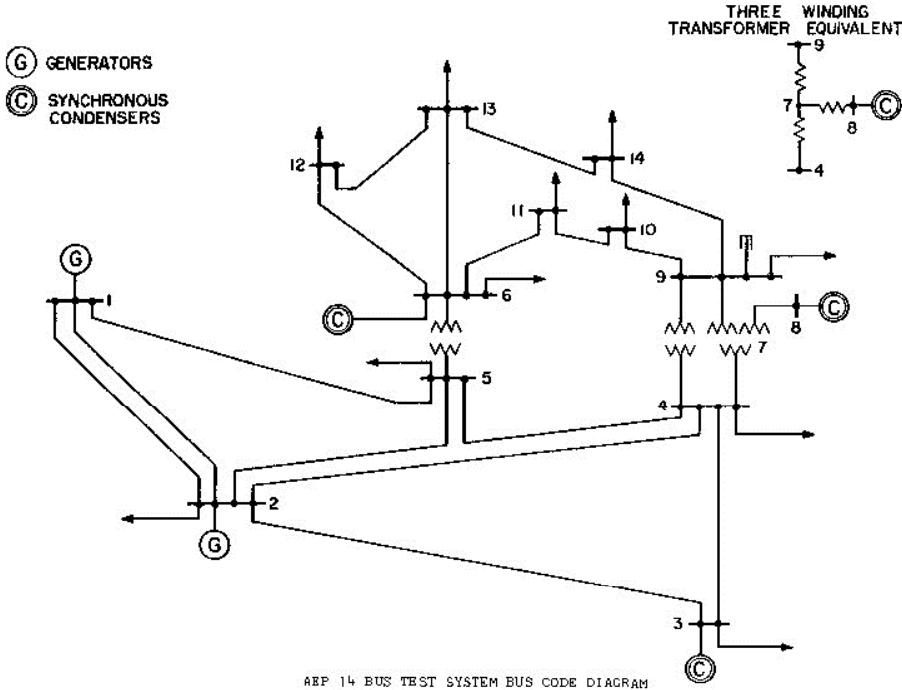 THREE WINDING
TRANSFORMER EQUIVALENT
9
7
8
C
4
G GENERATORS
C SYNCHRONOUS
CONDENSERS
13
12
14
11
10
G
1
9
6
C
8
C
7
5
4
2
G
3
C
AEP 14 BUS TEST SYSTEM BUS CODE DIAGRAM